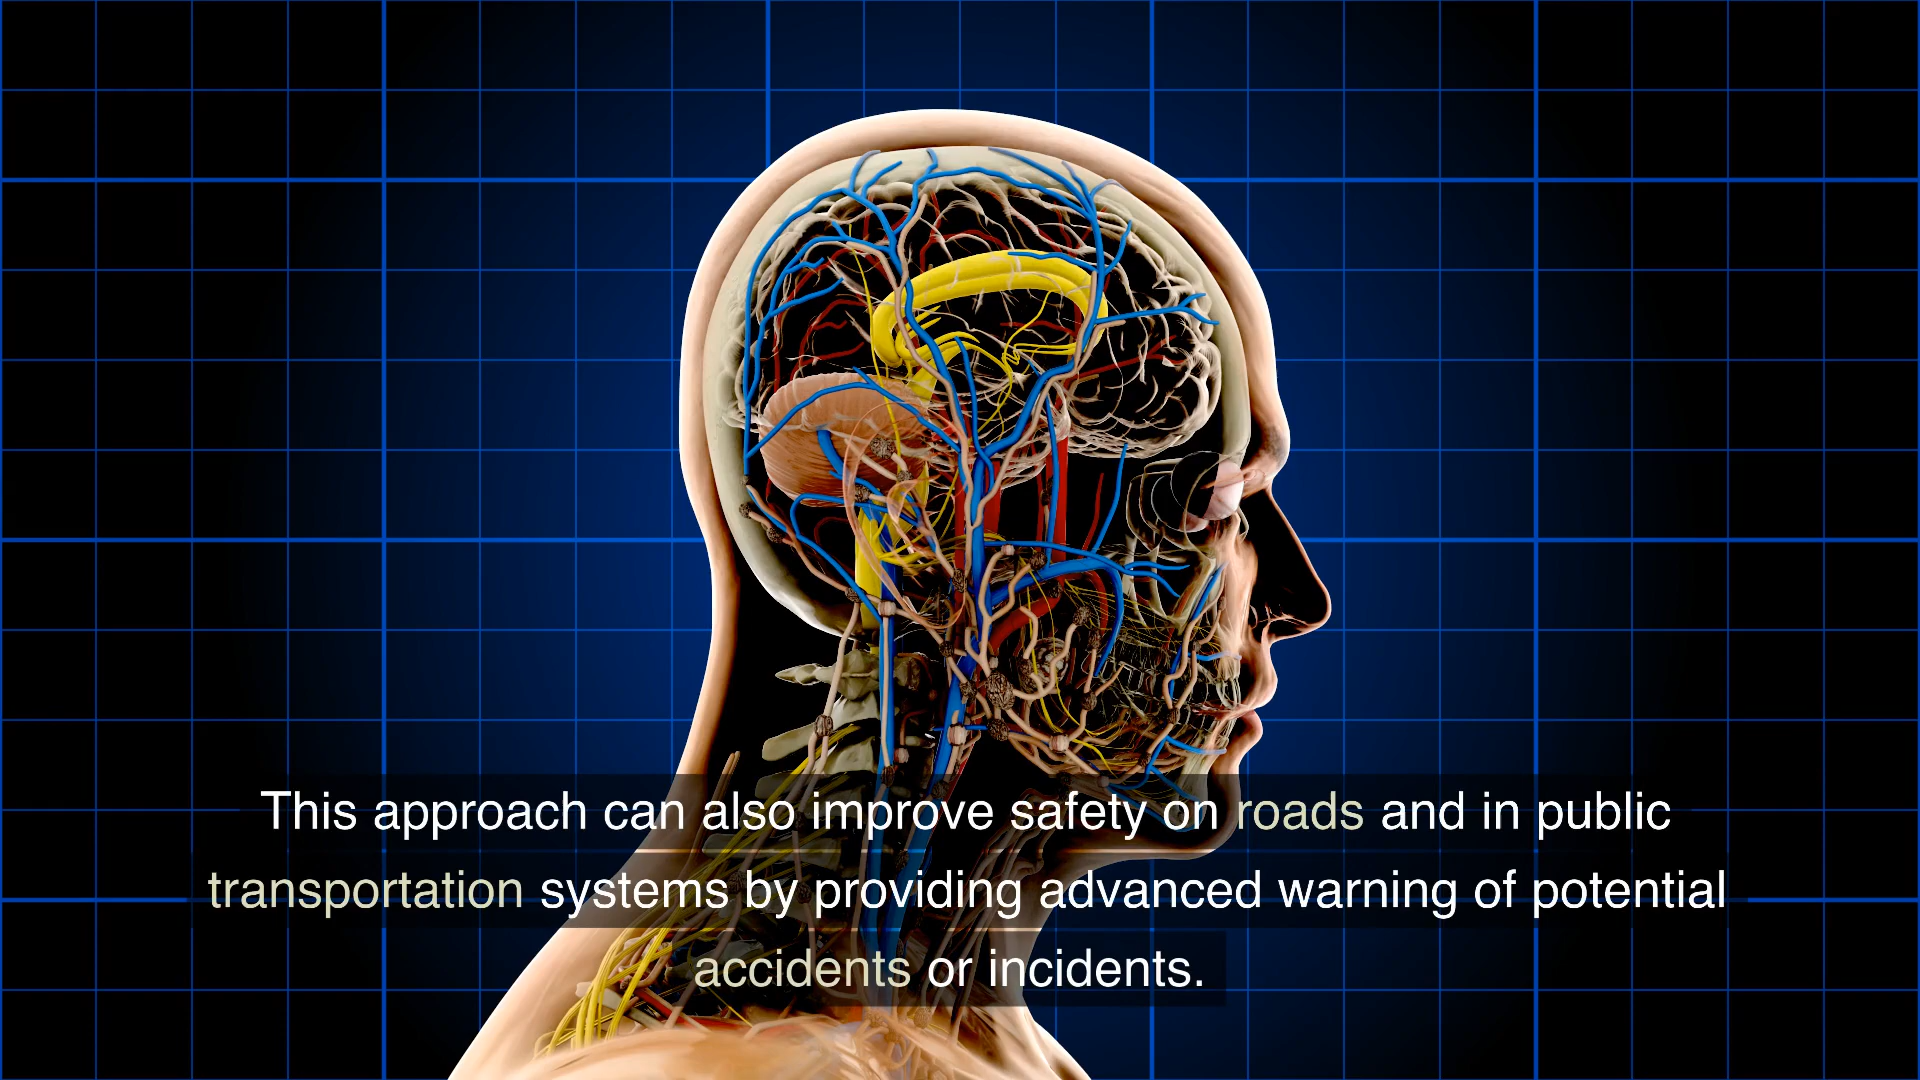 This approach can also improve safety on roads and in public
transportation systems by providing advanced warning of potential
accidents or incidents.